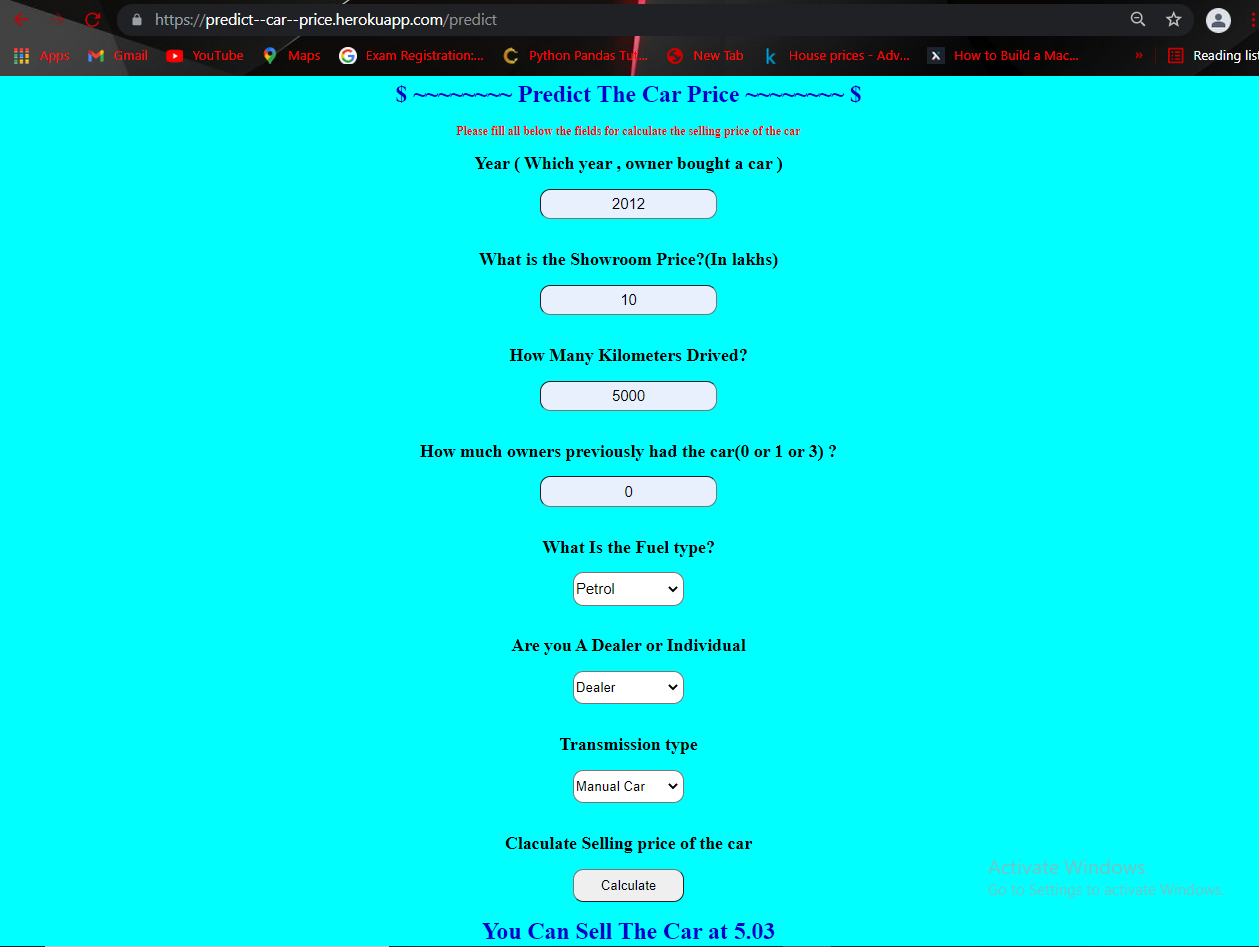 https://predict--car--price.herokuapp.com/predict
Apps Gmail YouTube Maps Exam Registration:... Python Pandas Tu... New Tab House prices - Adv... How to Build a Mac... » Reading list
$ ~~~~~~~~ Predict The Car Price ~~~~~~~~ $
Please fill all below the fields for calculate the selling price of the car
Year ( Which year , owner bought a car )
2012
What is the Showroom Price?(In lakhs)
10
How Many Kilometers Drived?
5000
How much owners previously had the car(0 or 1 or 3) ?
0
What Is the Fuel type?
Petrol
Are you A Dealer or Individual
Dealer
Transmission type
Manual Car
Claculate Selling price of the car
Calculate
Activate Windows
Go to Settings to activate Windows.
You Can Sell The Car at 5.03